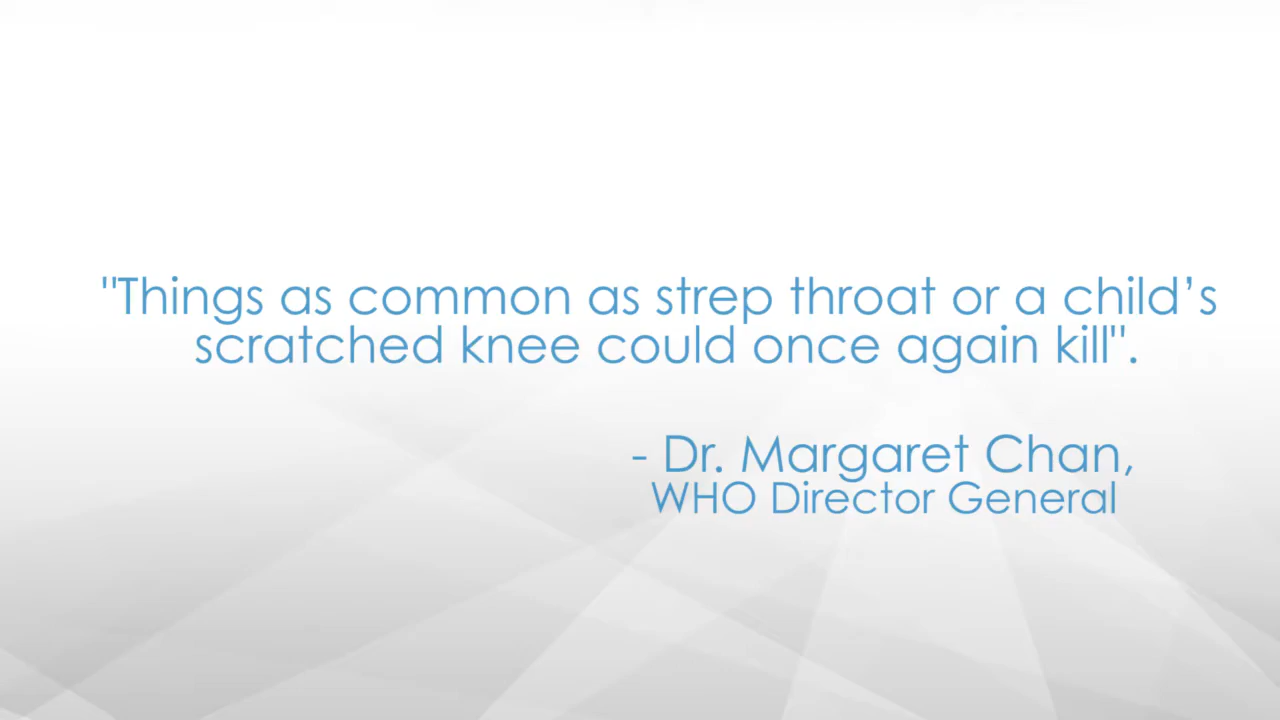 "Things as common as strep throat or a child’s
scratched knee could once again kill".
- Dr. Margaret Chan,
WHO Director General